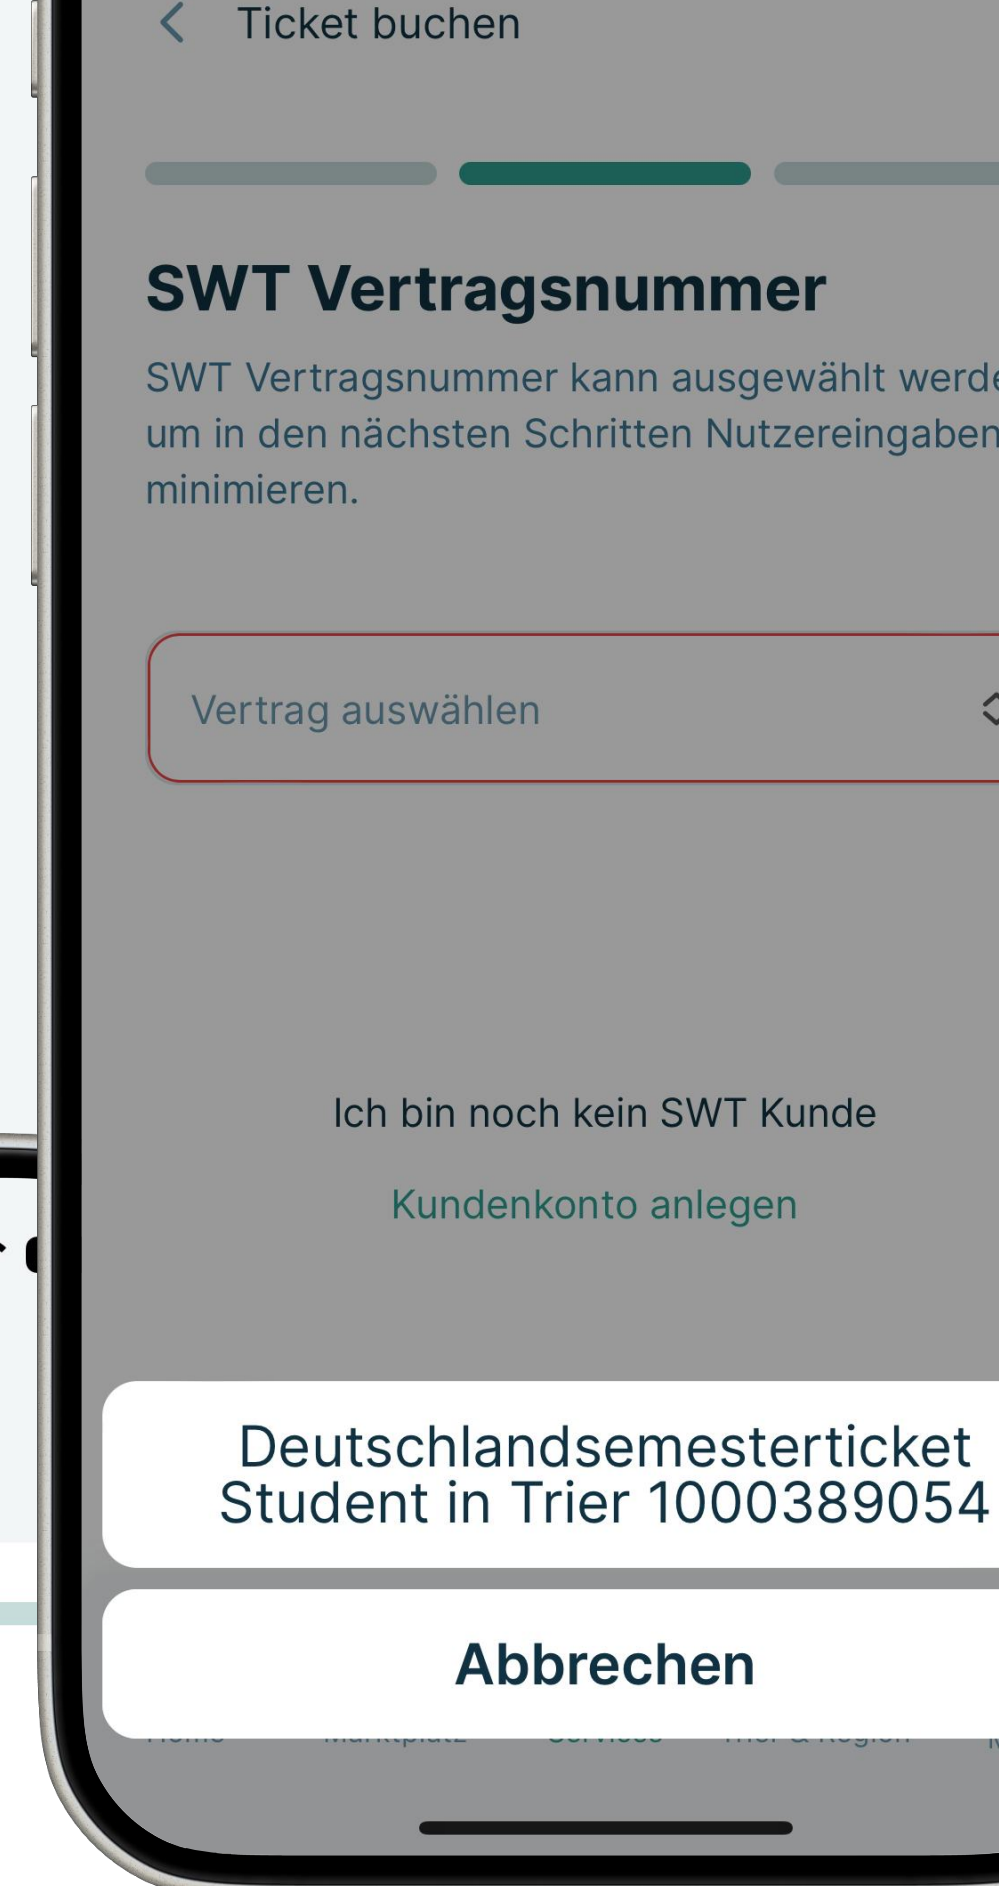 Ticket buchen
SWT Vertragsnummer
SWT Vertragsnummer kann ausgewählt
um in den nächsten Schritten Nutzereingaben
minimieren.
Vertrag auswählen
Ich bin noch kein SWT Kunde
Kundenkonto anlegen
Deutschlandsemesterticket
Student in Trier 1000389054
Abbrechen